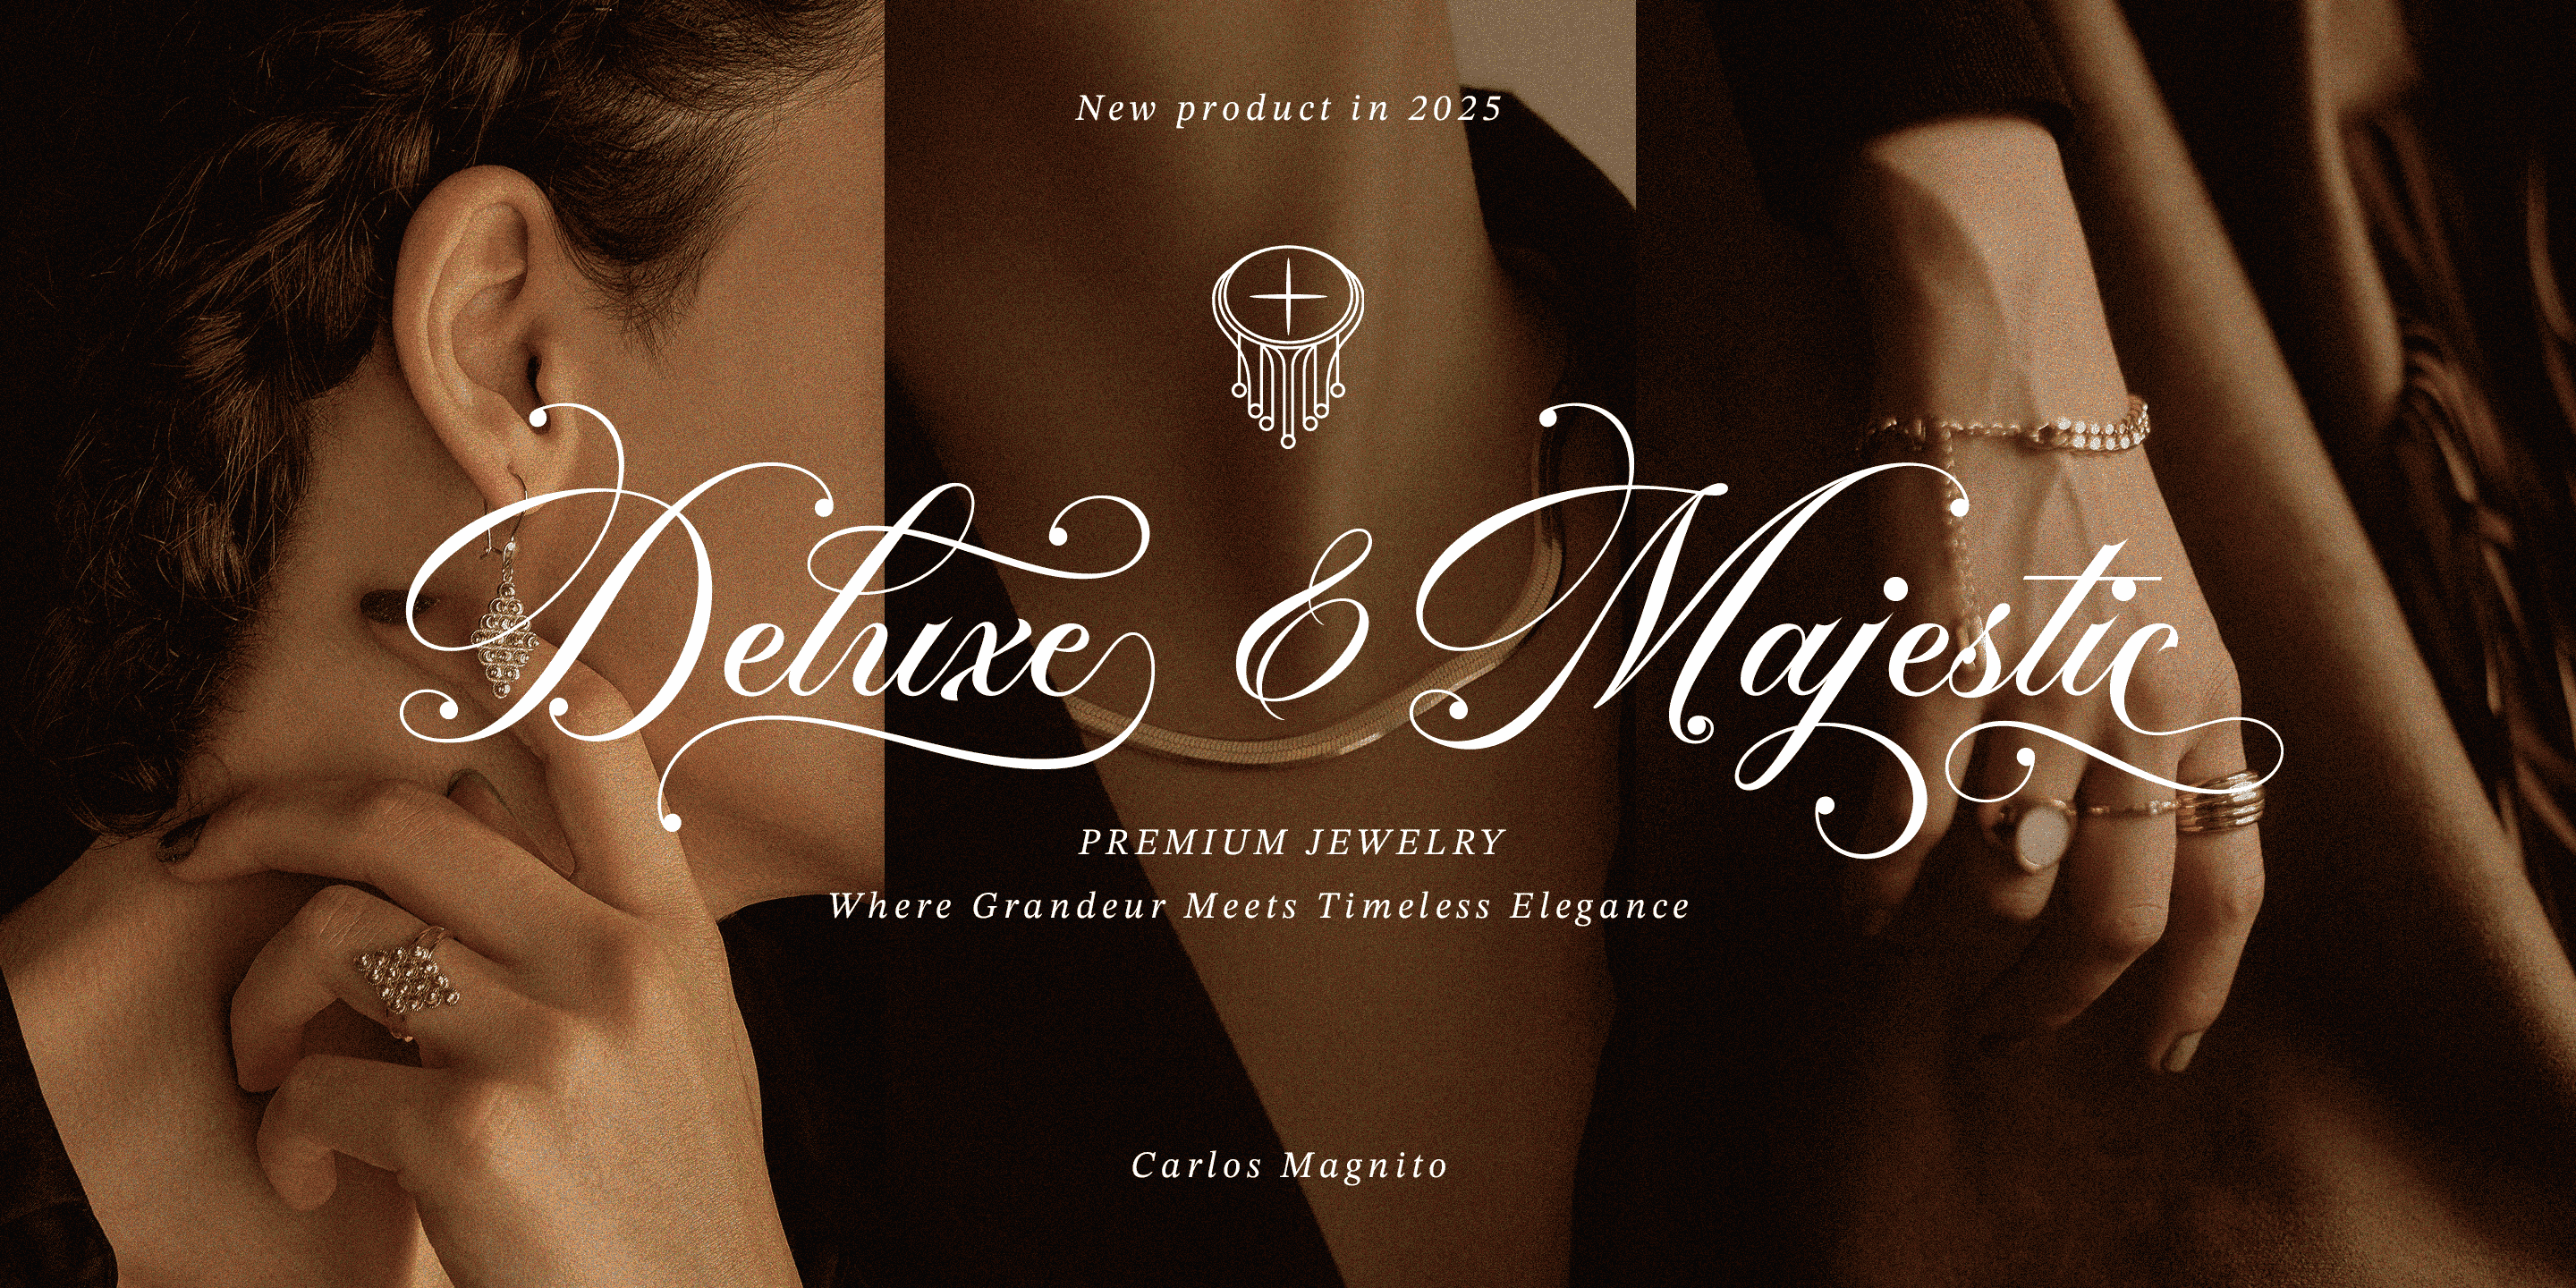 New product in 2025
Deluxe & Majestic
PREMIUM JEWELRY
Where Grandeur Meets Timeless Elegance
Carlos Magnito